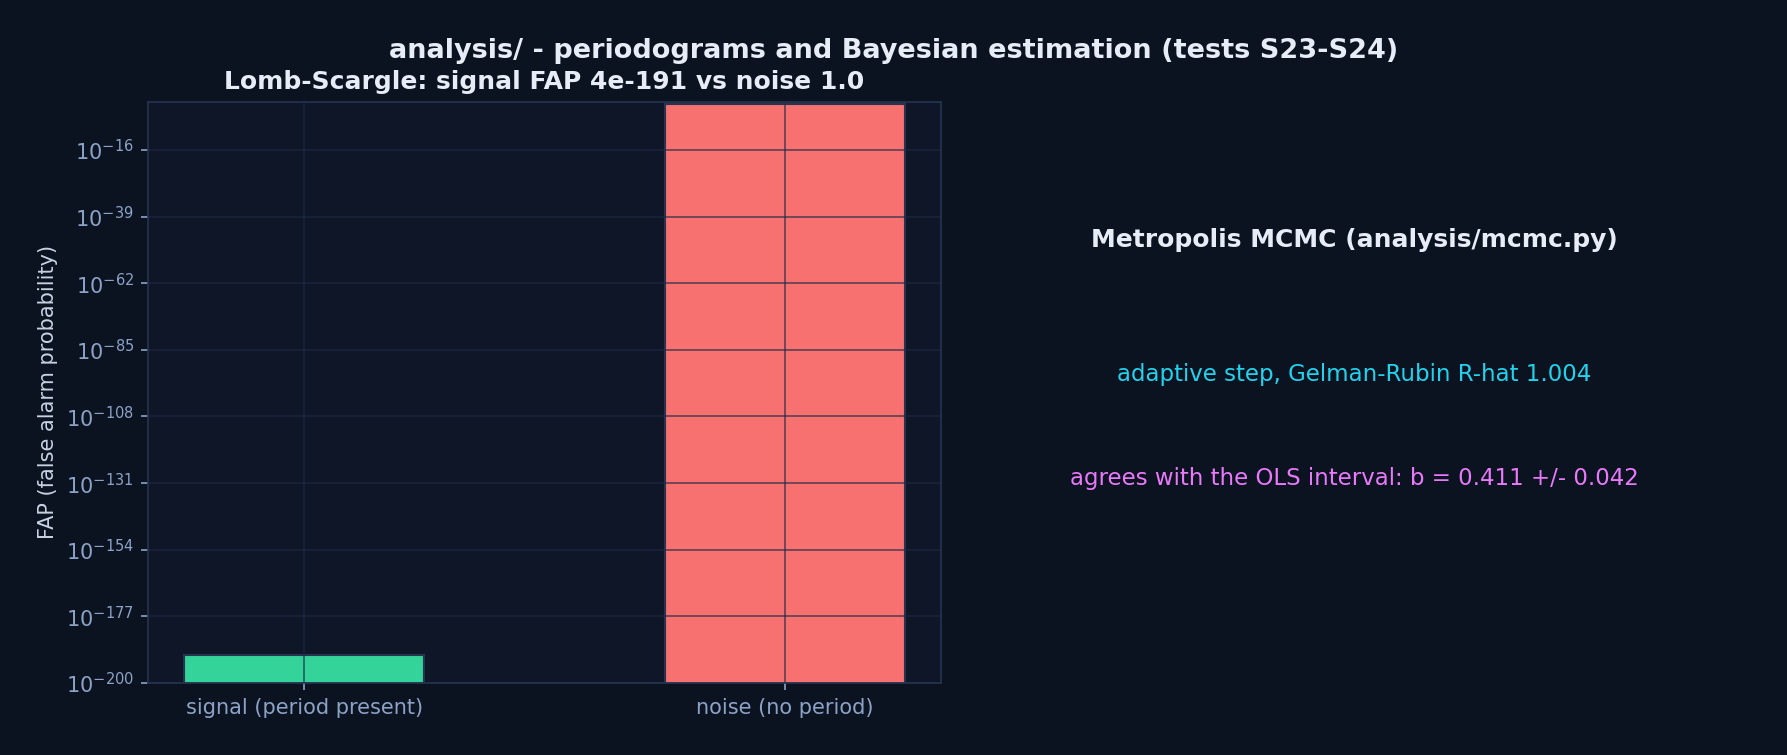 analysis/ - periodograms and Bayesian estimation (tests S23-S24)
Lomb-Scargle: signal FAP 4e-191 vs noise 1.0
FAP (false alarm probability)
10⁻¹⁶
10⁻³⁹
10⁻⁶²
10⁻⁸⁵
10⁻¹⁰⁸
10⁻¹³¹
10⁻¹⁵⁴
10⁻¹⁷⁷
10⁻²⁰⁰
signal (period present)
noise (no period)
Metropolis MCMC (analysis/mcmc.py)
adaptive step, Gelman-Rubin R-hat 1.004
agrees with the OLS interval: b = 0.411 +/- 0.042